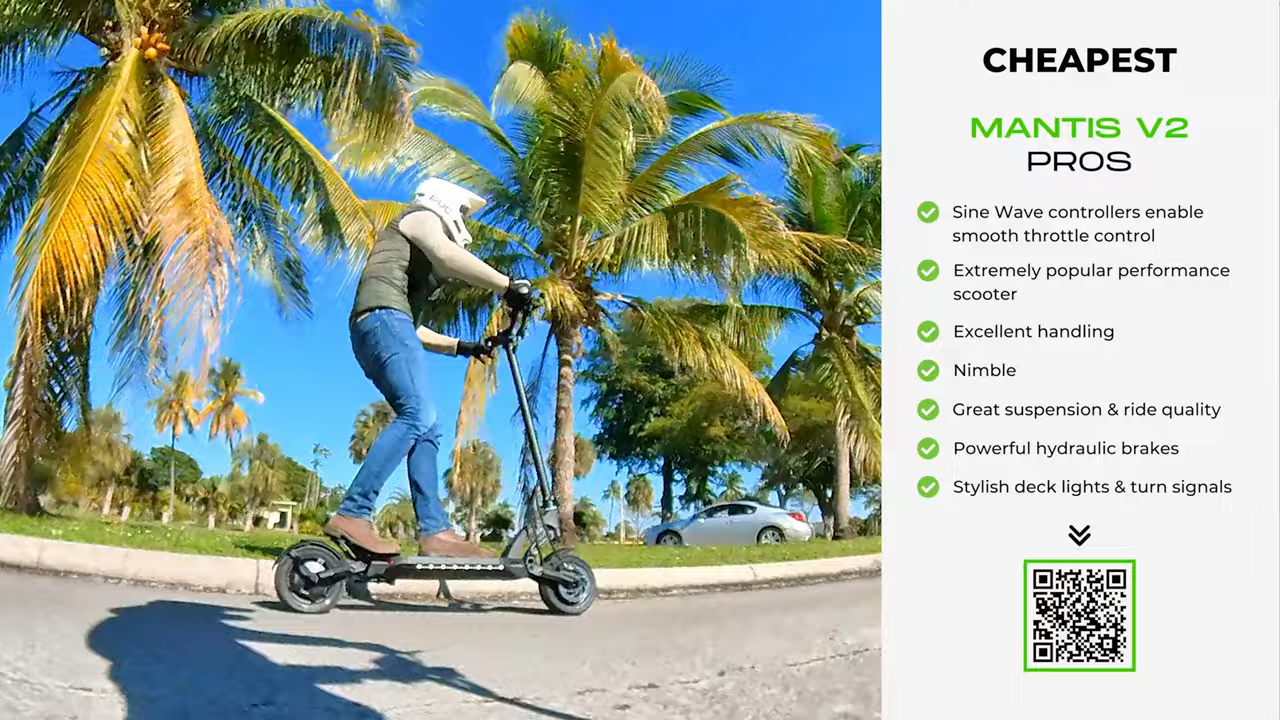 CHEAPEST
MANTIS V2
PROS
Sine Wave controllers enable
smooth throttle control
Extremely popular performance
scooter
Excellent handling
Nimble
Great suspension & ride quality
Powerful hydraulic brakes
Stylish deck lights & turn signals